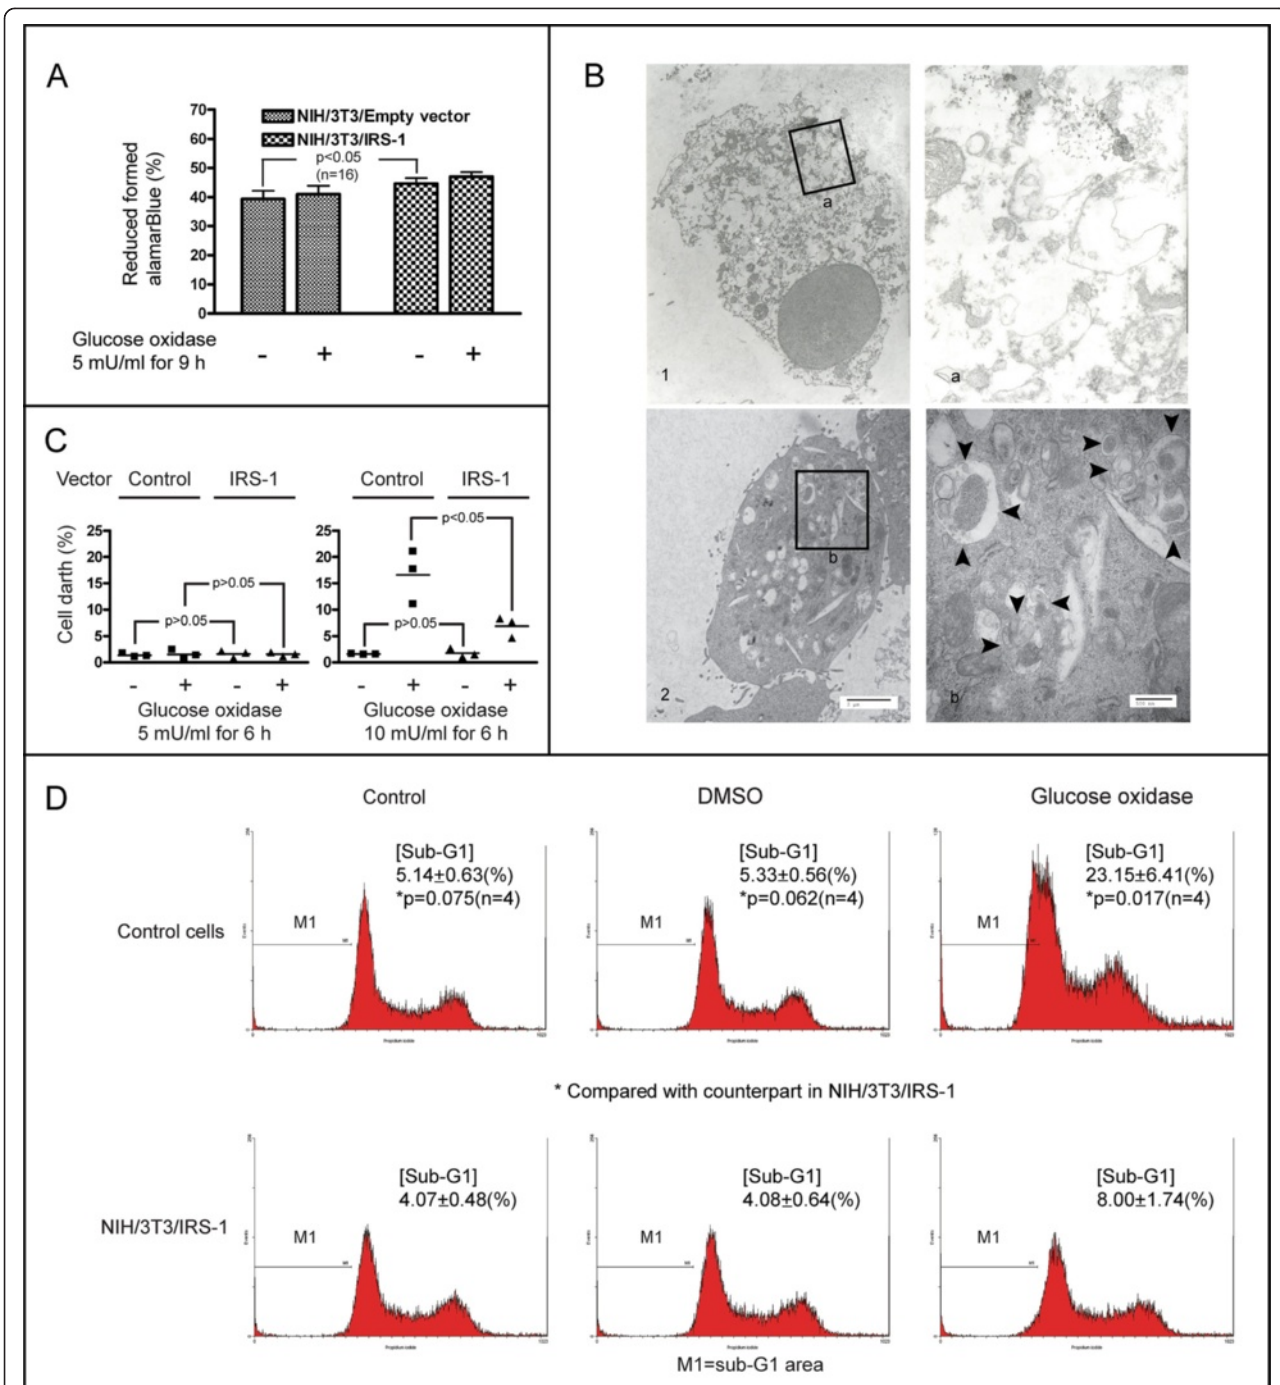 A
70
60
50
40
30
20
10
0
Reduced formed
alamarBlue (%)
NIH/3T3/Empty vector
NIH/3T3/IRS-1
p<0.05
(n=16)
Glucose oxidase
5 mU/ml for 9 h
- + - +
B
1
a
a
2
b
b
C
Vector Control IRS-1 Control IRS-1
Cell darth (%)
25
20
15
10
5
0
p>0.05
p>0.05
- + - +
Glucose oxidase
5 mU/ml for 6 h
25
20
15
10
5
0
p<0.05
p>0.05
- + - +
Glucose oxidase
10 mU/ml for 6 h
D
Control DMSO Glucose oxidase
Control cells
[Sub-G1]
5.14±0.63(%)
*p=0.075(n=4)
M1
[Sub-G1]
5.33±0.56(%)
*p=0.062(n=4)
M1
[Sub-G1]
23.15±6.41(%)
*p=0.017(n=4)
M1
* Compared with counterpart in NIH/3T3/IRS-1
NIH/3T3/IRS-1
[Sub-G1]
4.07±0.48(%)
M1
[Sub-G1]
4.08±0.64(%)
M1
[Sub-G1]
8.00±1.74(%)
M1
M1=sub-G1 area